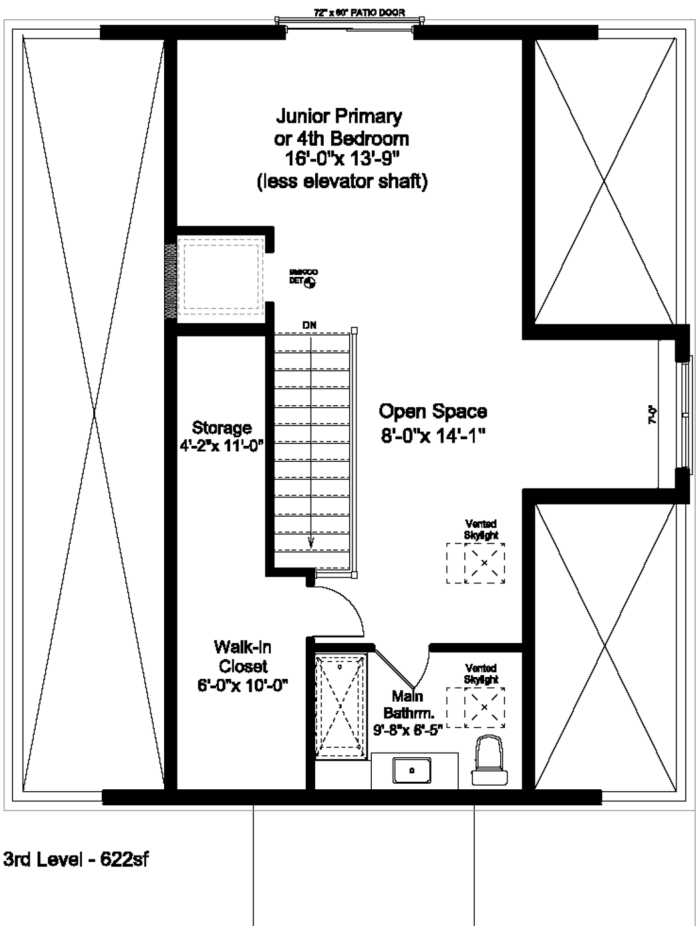 72" x 80" PATIO DOOR
Junior Primary
or 4th Bedroom
16'-0"x 13'-9"
(less elevator shaft)
DET
DN
Storage
4'-2"x 11'-0"
Open Space
8'-0"x 14'-1"
7'-0"
Vented
Skylight
Walk-In
Closet
6'-0"x 10'-0"
Vented
Skylight
Main
Bathrm.
9'-8"x 6'-5"
3rd Level - 622sf